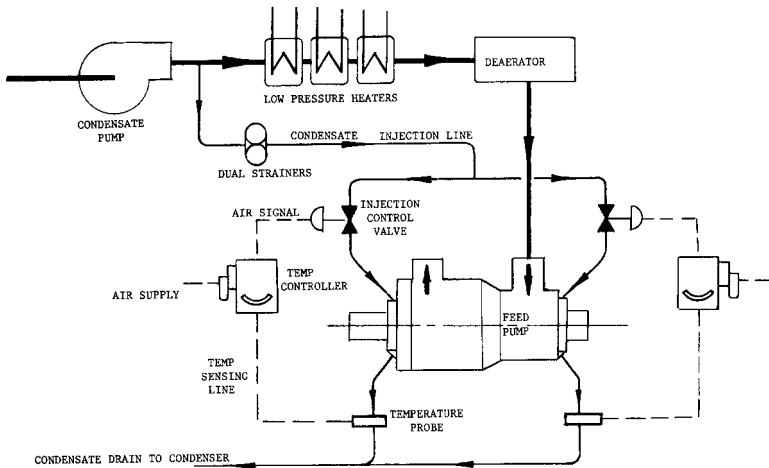 DEAERATOR
LOW PRESSURE HEATERS
CONDENSATE
PUMP
CONDENSATE INJECTION LINE
DUAL STRAINERS
AIR SIGNAL
INJECTION
CONTROL
VALVE
TEMP
CONTROLLER
AIR SUPPLY
FEED
PUMP
TEMP
SENSING
LINE
TEMPERATURE
PROBE
CONDENSATE DRAIN TO CONDENSER